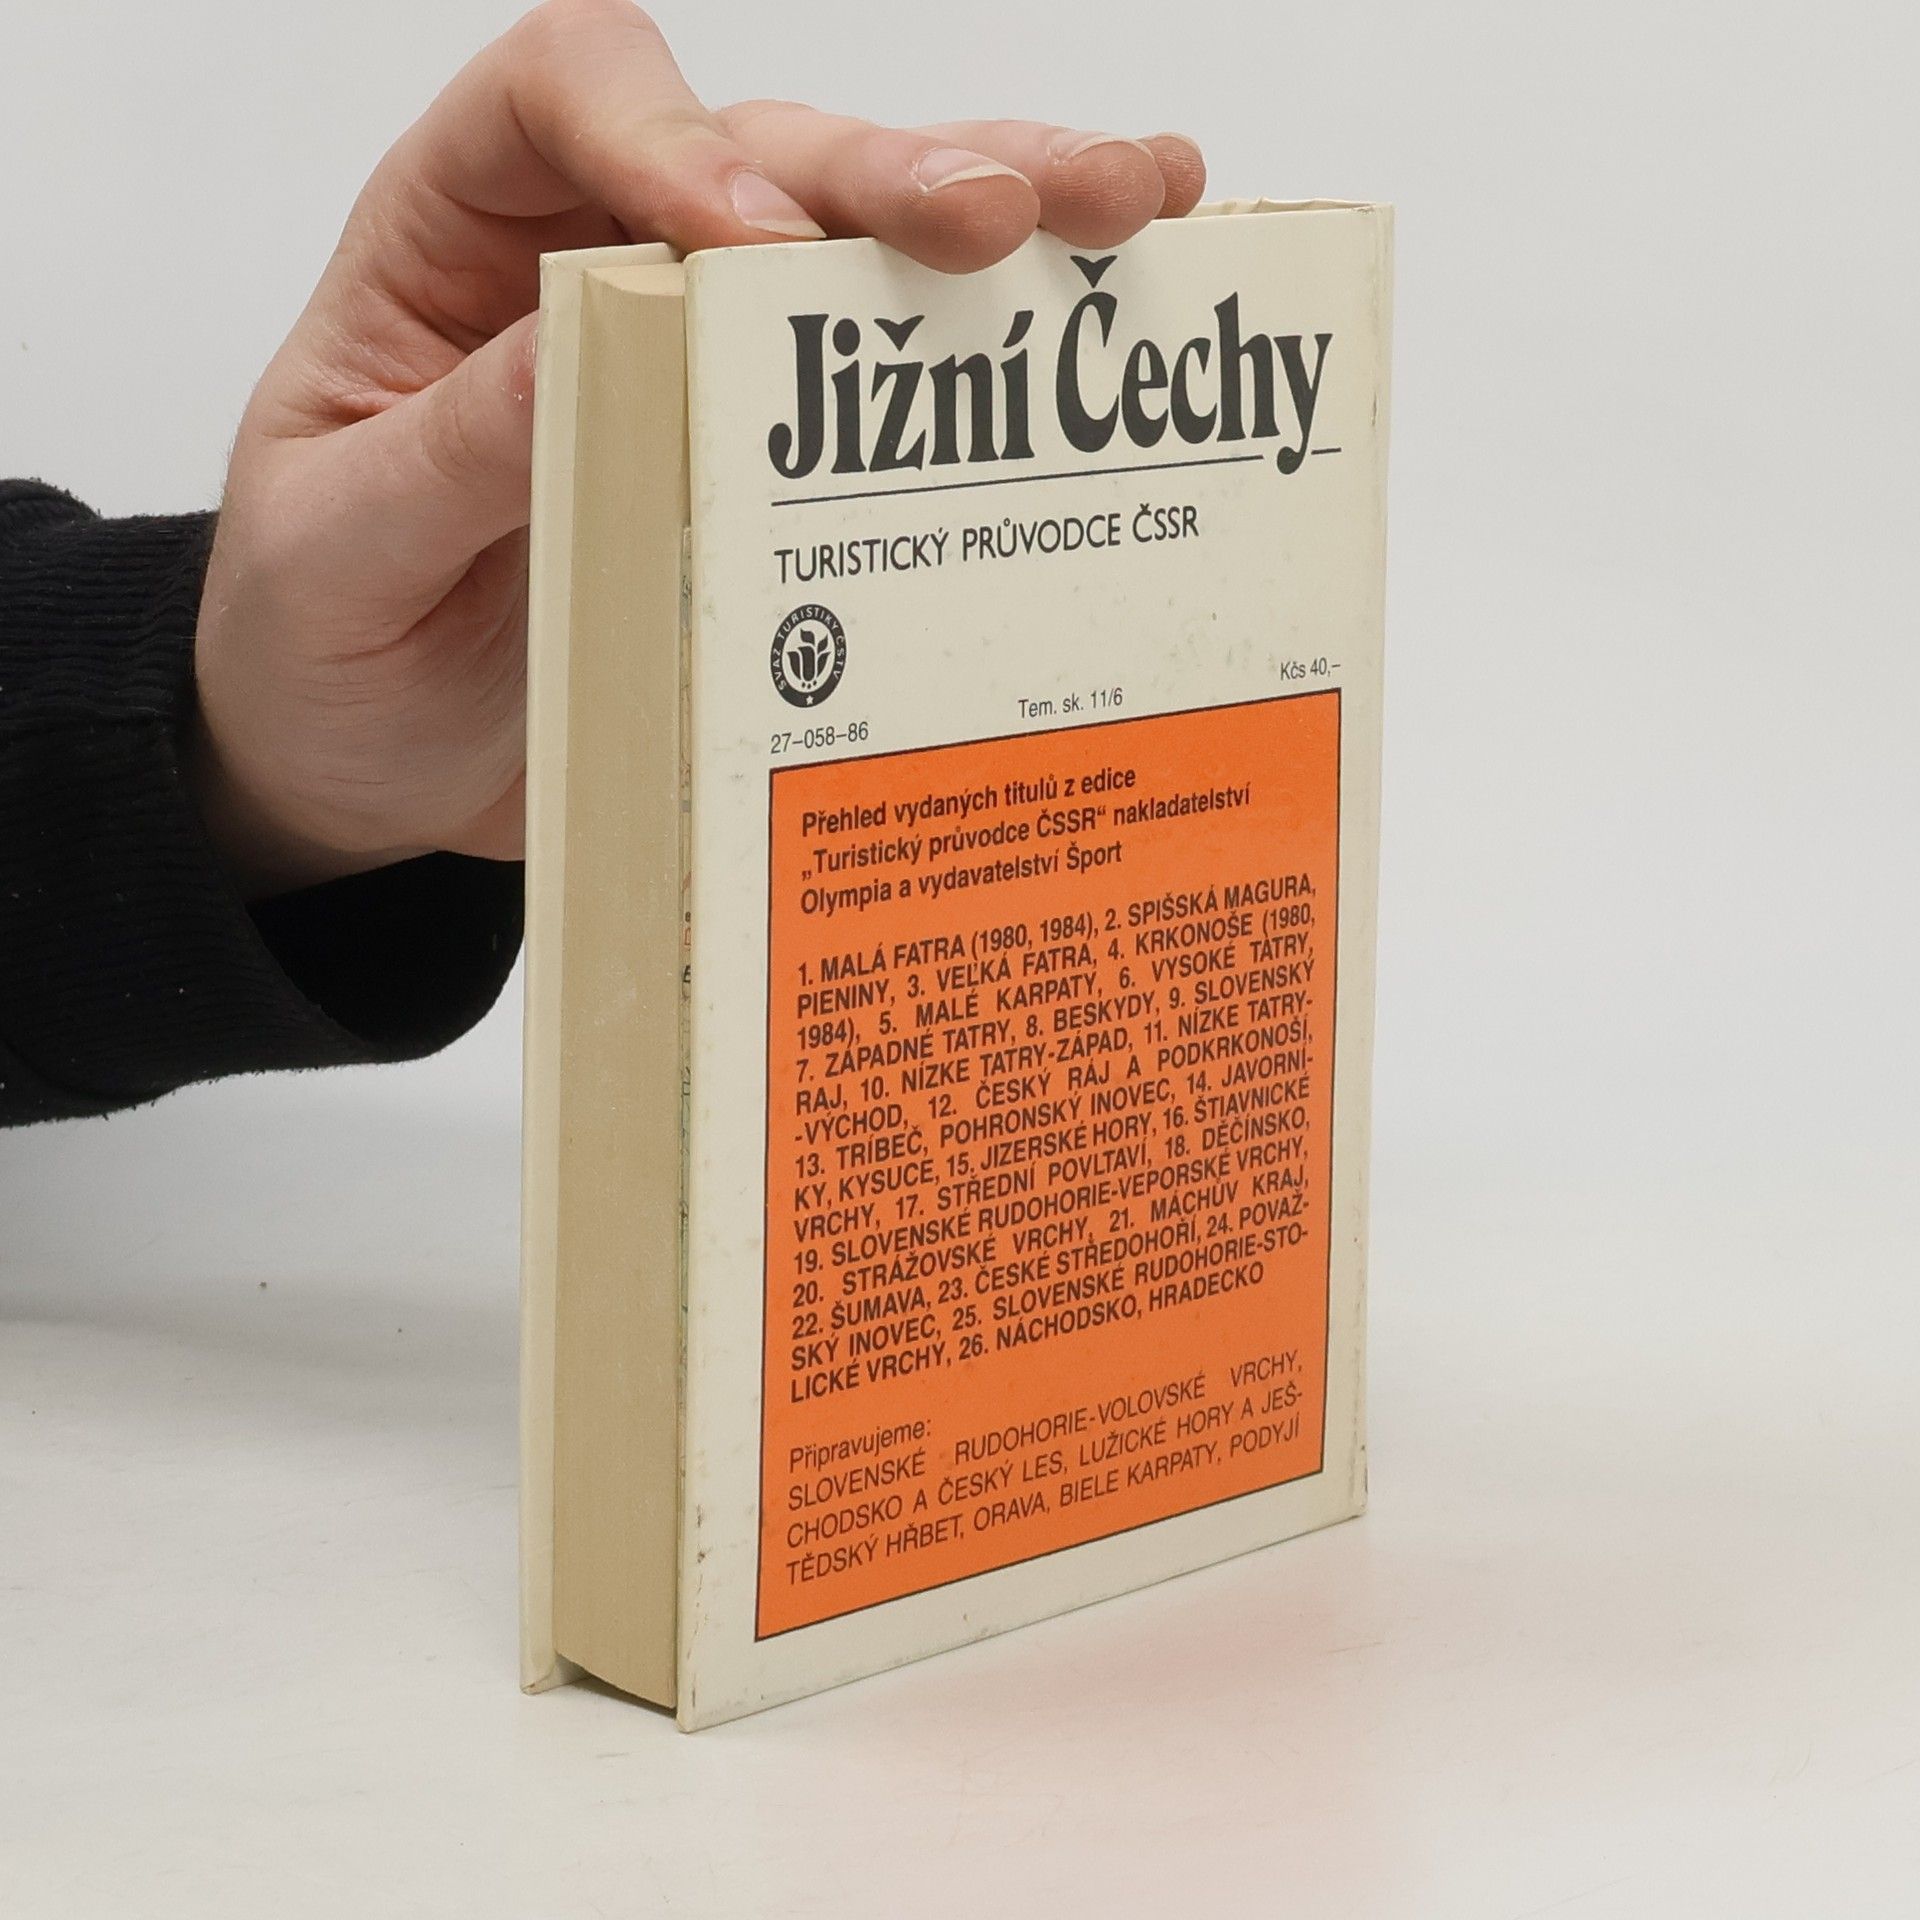 Jižní Čechy
TURISTICKÝ PRŮVODCE ČSSR
SVAZ TURISTIKY ČSTV
Kčs 40,–
Tem. sk. 11/6
27–058–86
Přehled vydaných titulů z edice
„Turistický průvodce ČSSR“ nakladatelství
Olympia a vydavatelství Šport
1. MALÁ FATRA (1980, 1984), 2. SPIŠSKÁ MAGURA,
PIENINY, 3. VEĽKÁ FATRA, 4. KRKONOŠE (1980,
1984), 5. MALÉ KARPATY, 6. VYSOKÉ TATRY,
7. ZÁPADNÉ TATRY, 8. BESKYDY, 9. SLOVENSKÝ
RAJ, 10. NÍZKE TATRY-ZÁPAD, 11. NÍZKE TATRY-
-VÝCHOD, 12. ČESKÝ RÁJ A PODKRKONOŠÍ,
13. TRÍBEČ, POHRONSKÝ INOVEC, 14. JAVORNÍ-
KY, KYSUCE, 15. JIZERSKÉ HORY, 16. ŠTIAVNICKÉ
VRCHY, 17. STŘEDNÍ POVLTAVÍ, 18. DĚČÍNSKO,
19. SLOVENSKÉ RUDOHORIE-VEPORSKÉ VRCHY,
20. STRÁŽOVSKÉ VRCHY, 21. MÁCHŮV KRAJ,
22. ŠUMAVA, 23. ČESKÉ STŘEDOHOŘÍ, 24. POVAŽ-
SKÝ INOVEC, 25. SLOVENSKÉ RUDOHORIE-STO-
LICKÉ VRCHY, 26. NÁCHODSKO, HRADECKO
Připravujeme:
SLOVENSKÉ RUDOHORIE-VOLOVSKÉ VRCHY,
CHODSKO A ČESKÝ LES, LUŽICKÉ HORY A JEŠ-
TĚDSKÝ HŘBET, ORAVA, BIELE KARPATY, PODYJÍ